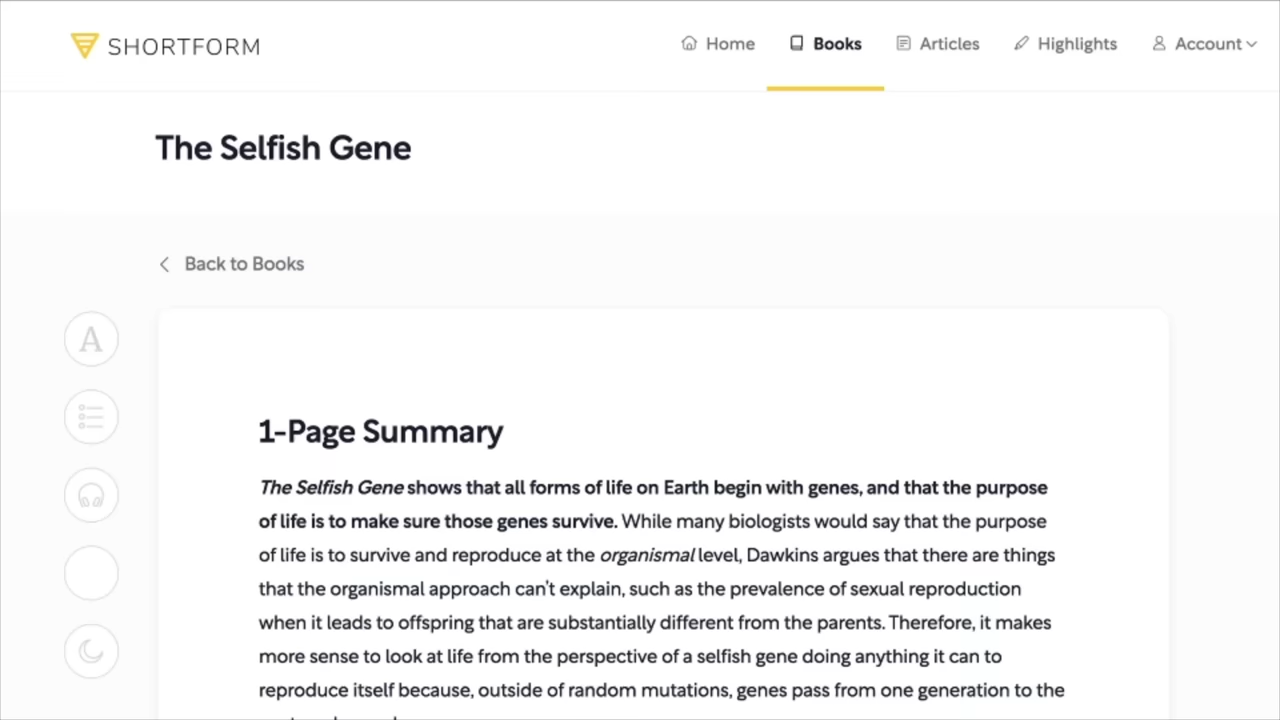 SHORTFORM
Home Books Articles Highlights Account
The Selfish Gene
Back to Books
A
1-Page Summary
The Selfish Gene shows that all forms of life on Earth begin with genes, and that the purpose
of life is to make sure those genes survive. While many biologists would say that the purpose
of life is to survive and reproduce at the organismal level, Dawkins argues that there are things
that the organismal approach can't explain, such as the prevalence of sexual reproduction
when it leads to offspring that are substantially different from the parents. Therefore, it makes
more sense to look at life from the perspective of a selfish gene doing anything it can to
reproduce itself because, outside of random mutations, genes pass from one generation to the